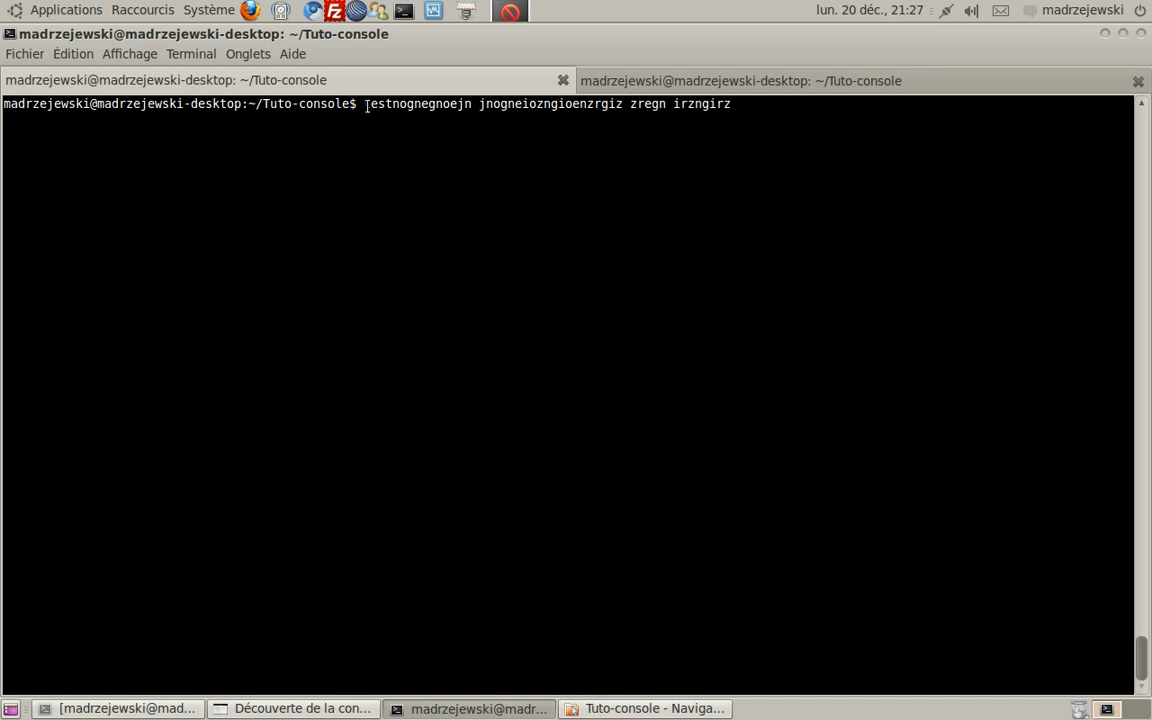 Applications Raccourcis Système lun. 20 déc., 21:27 madrzejewski
madrzejewski@madrzejewski-desktop: ~/Tuto-console
Fichier Édition Affichage Terminal Onglets Aide
madrzejewski@madrzejewski-desktop: ~/Tuto-console madrzejewski@madrzejewski-desktop: ~/Tuto-console
madrzejewski@madrzejewski-desktop:~/Tuto-console$ jnogneiozngioenzrgiz zregn irzngirz
[madrzejewski@mad... Découverte de la con... madrzejewski@madr... Tuto-console - Naviga...